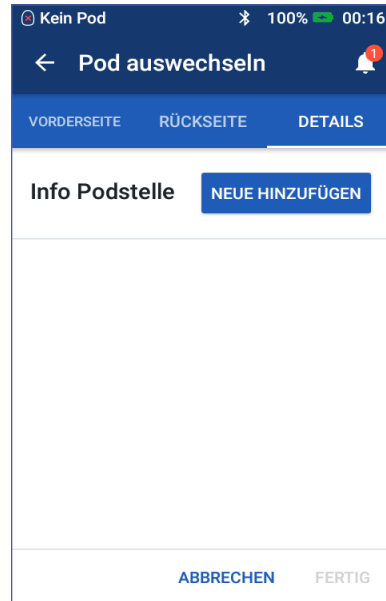 Kein Pod 100% 00:16
Pod auswechseln 1
VORDERSEITE RÜCKSEITE DETAILS
Info Podstelle NEUE HINZUFÜGEN
ABBRECHEN FERTIG